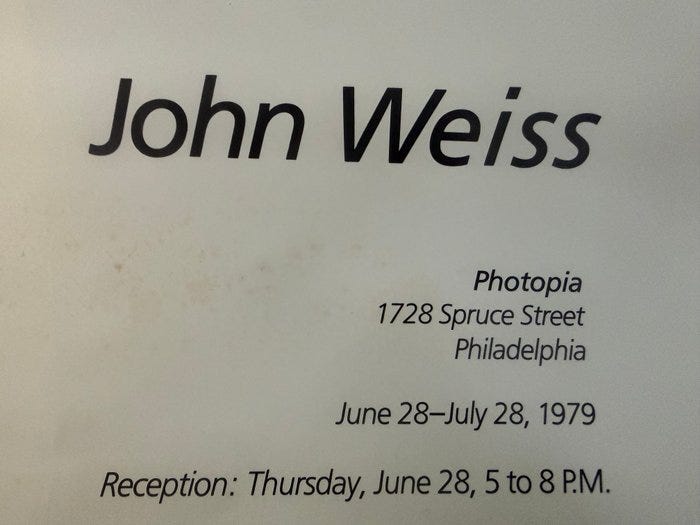 John Weiss
Photopia
1728 Spruce Street
Philadelphia
June 28–July 28, 1979
Reception: Thursday, June 28, 5 to 8 P.M.